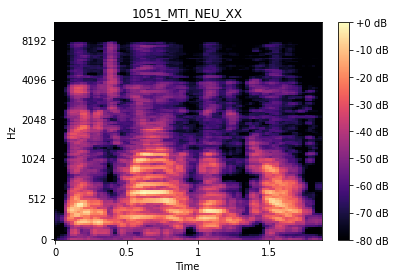 1051_MTI_NEU_XX
+0 dB
8192
-10 dB
4096
-20 dB
-30 dB
2048
Hz
-40 dB
1024
-50 dB
512
-60 dB
-70 dB
0
-80 dB
0 0.5 1 1.5
Time